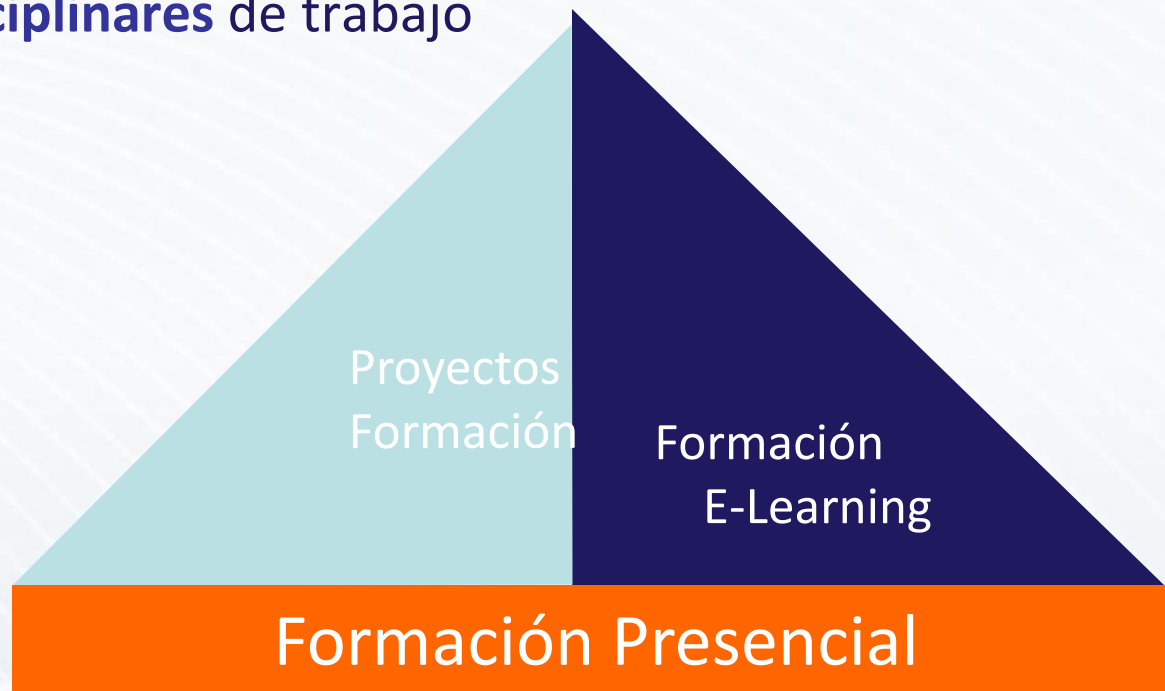 ciplinares de trabajo
Proyectos
Formación
Formación
E-Learning
Formación Presencial